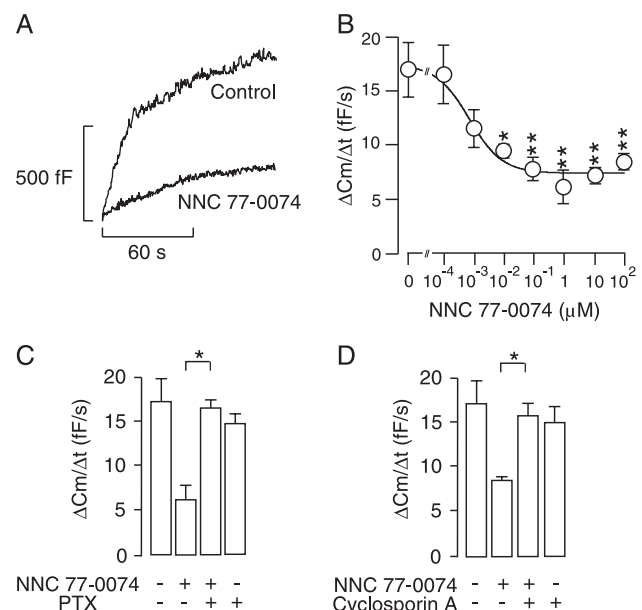 A
Control
500 fF
NNC 77-0074
60 s
B
ΔCm/Δt (fF/s)
20
15
10
5
0
* ** ** ** **
0 10⁻⁴ 10⁻³ 10⁻² 10⁻¹ 1 10 10²
NNC 77-0074 (μM)
C
ΔCm/Δt (fF/s)
20
15
10
5
0
*
NNC 77-0074 - + + -
PTX - - + +
D
ΔCm/Δt (fF/s)
20
15
10
5
0
*
NNC 77-0074 - + + -
Cyclosporin A - - + +